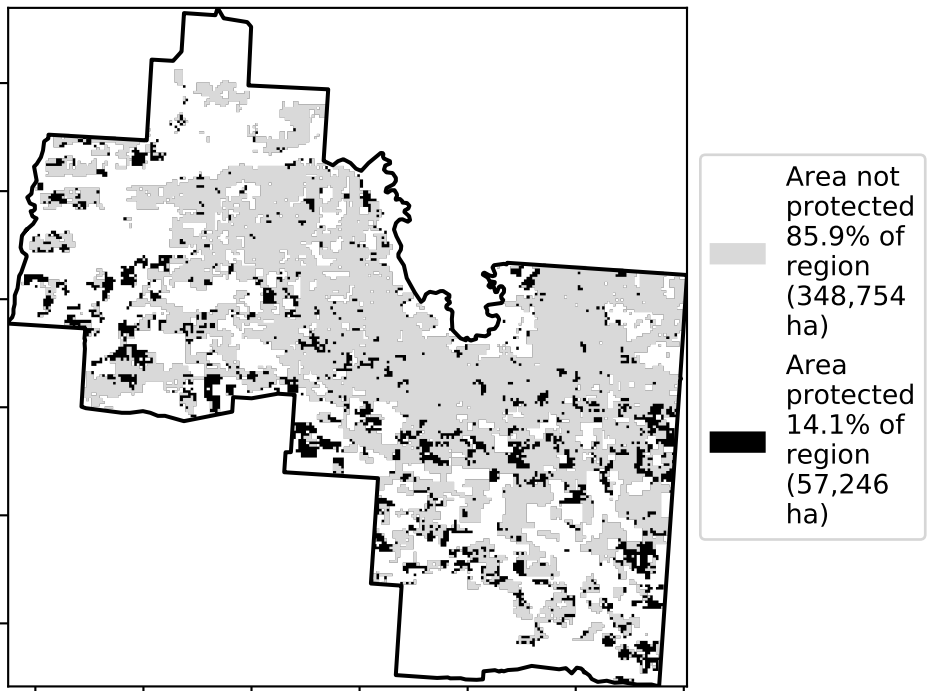 Area not
protected
85.9% of
region
(348,754
ha)
Area
protected
14.1% of
region
(57,246
ha)